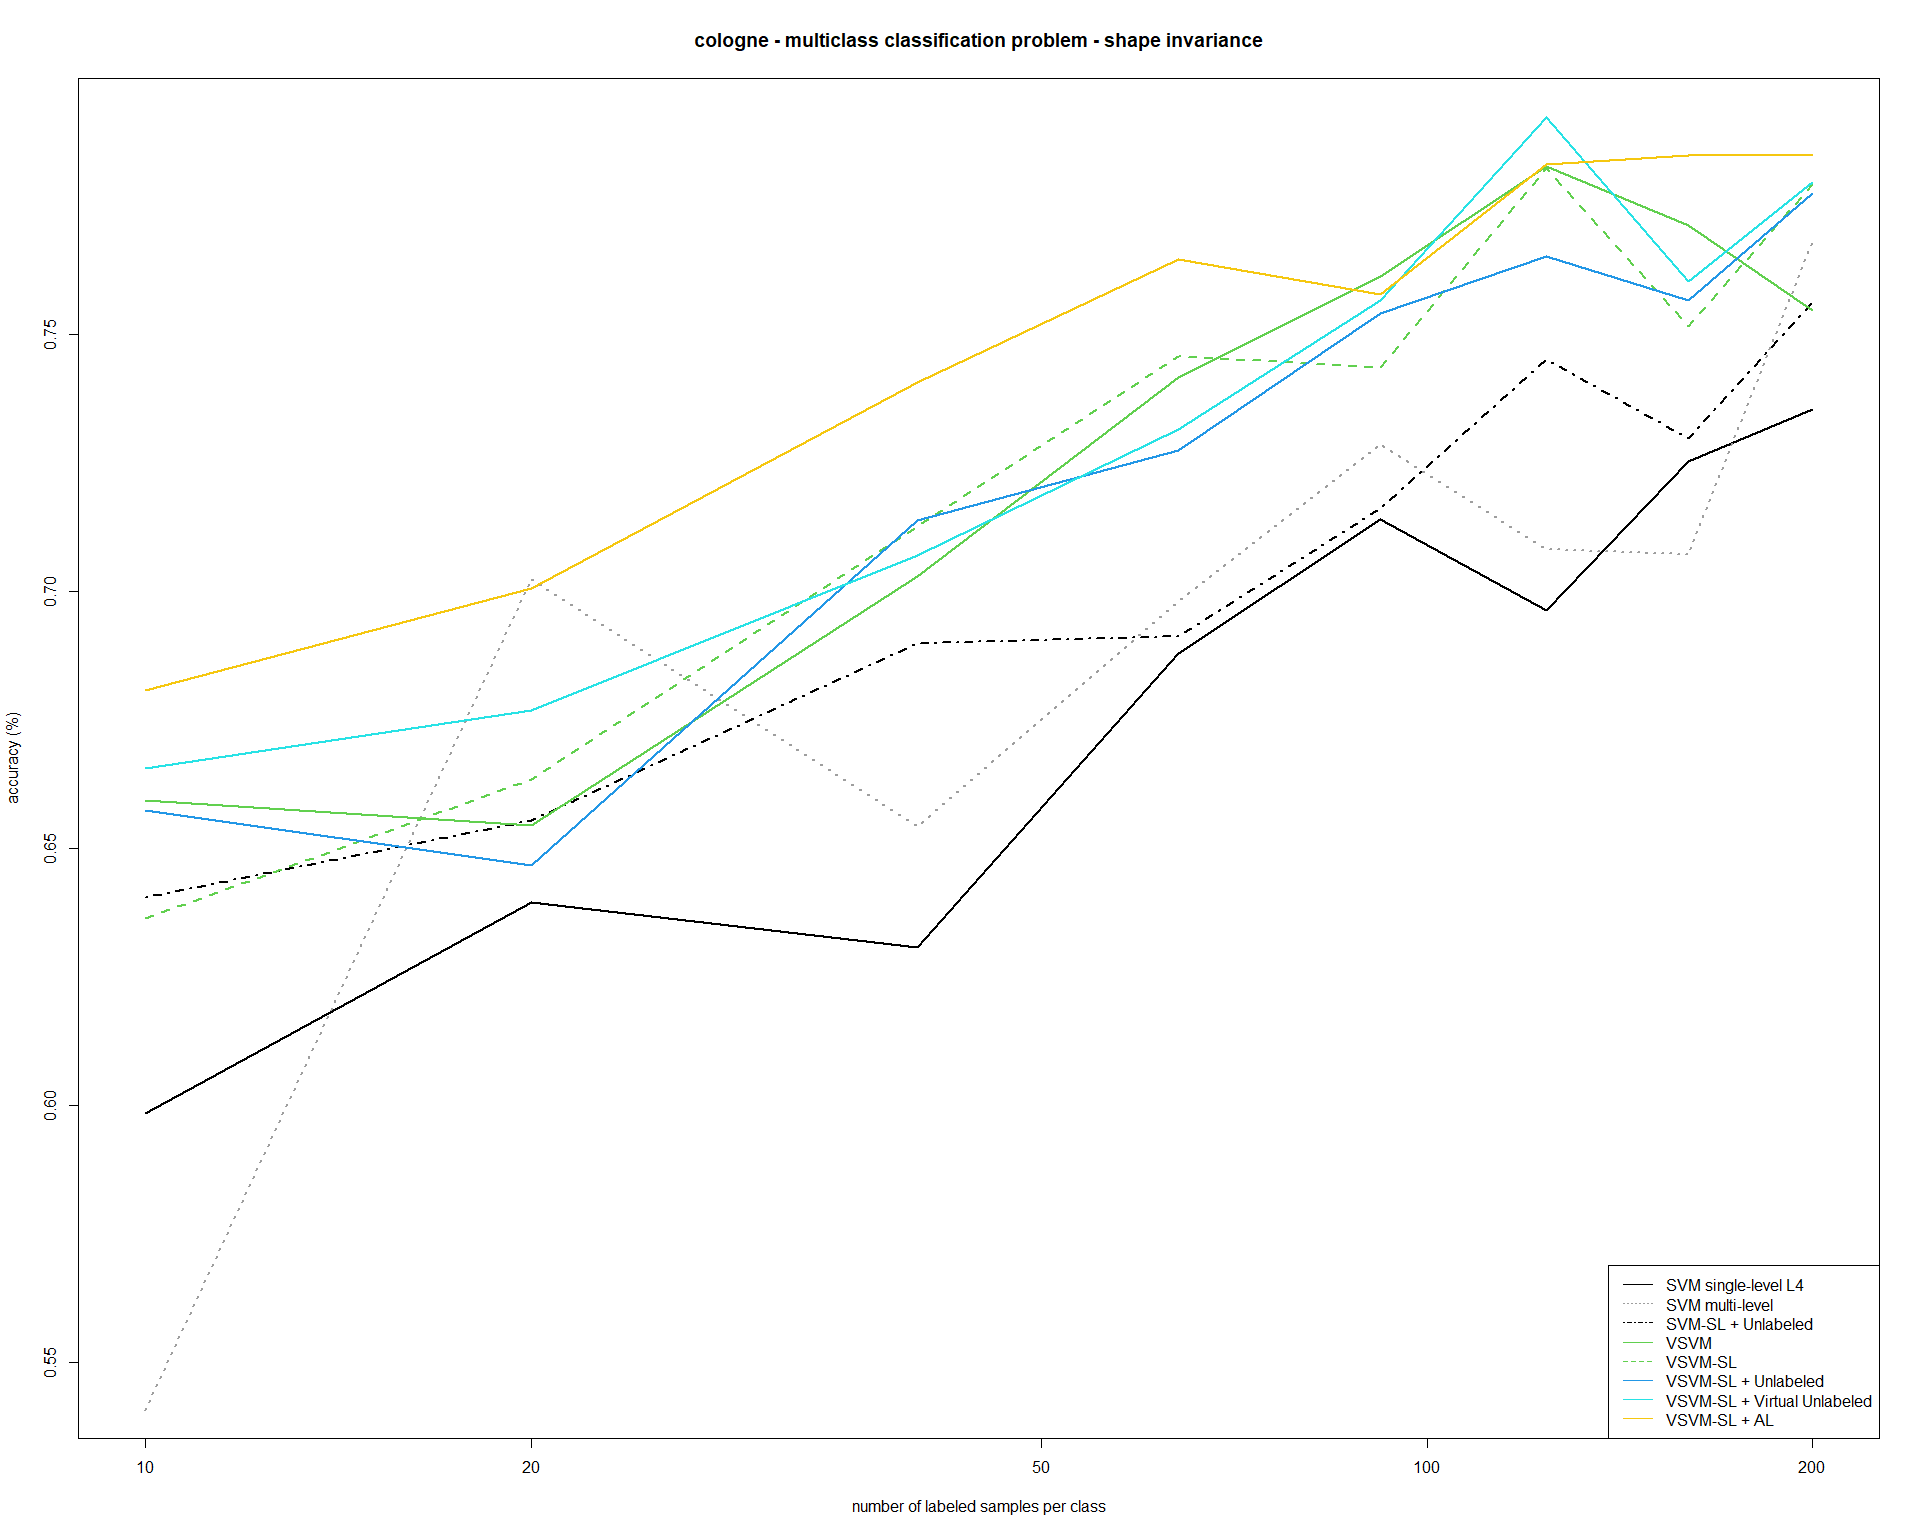 cologne - multiclass classification problem - shape invariance
accuracy (%)
0.75
0.70
0.65
0.60
0.55
10
20
50
100
200
number of labeled samples per class
SVM single-level L4
SVM multi-level
SVM-SL + Unlabeled
VSVM
VSVM-SL
VSVM-SL + Unlabeled
VSVM-SL + Virtual Unlabeled
VSVM-SL + AL